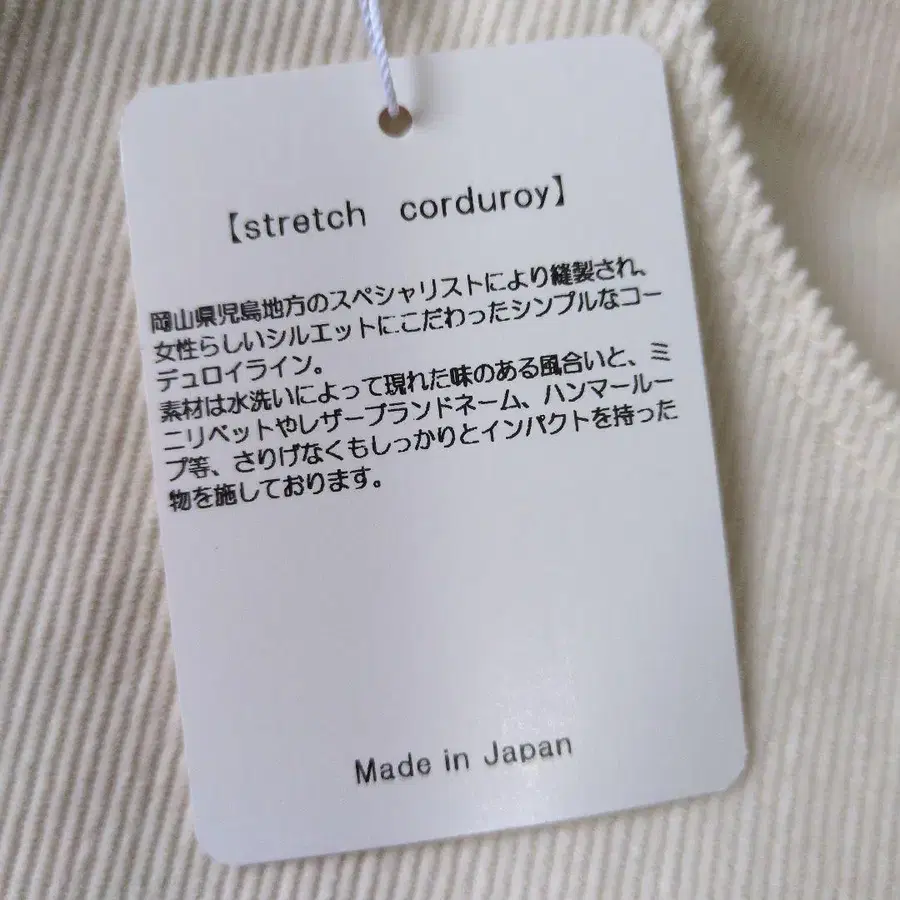 【stretch corduroy】
岡山県児島地方のスペシャリストにより縫製され、
女性らしいシルエットにこだわったシンプルなコー
デュロイライン。
素材は水洗いによって現れた味のある風合いと、ミ
ニリベットやレザーブランドネーム、ハンマールー
プ等、さりげなくもしっかりとインパクトを持った
物を施しております。
Made in Japan